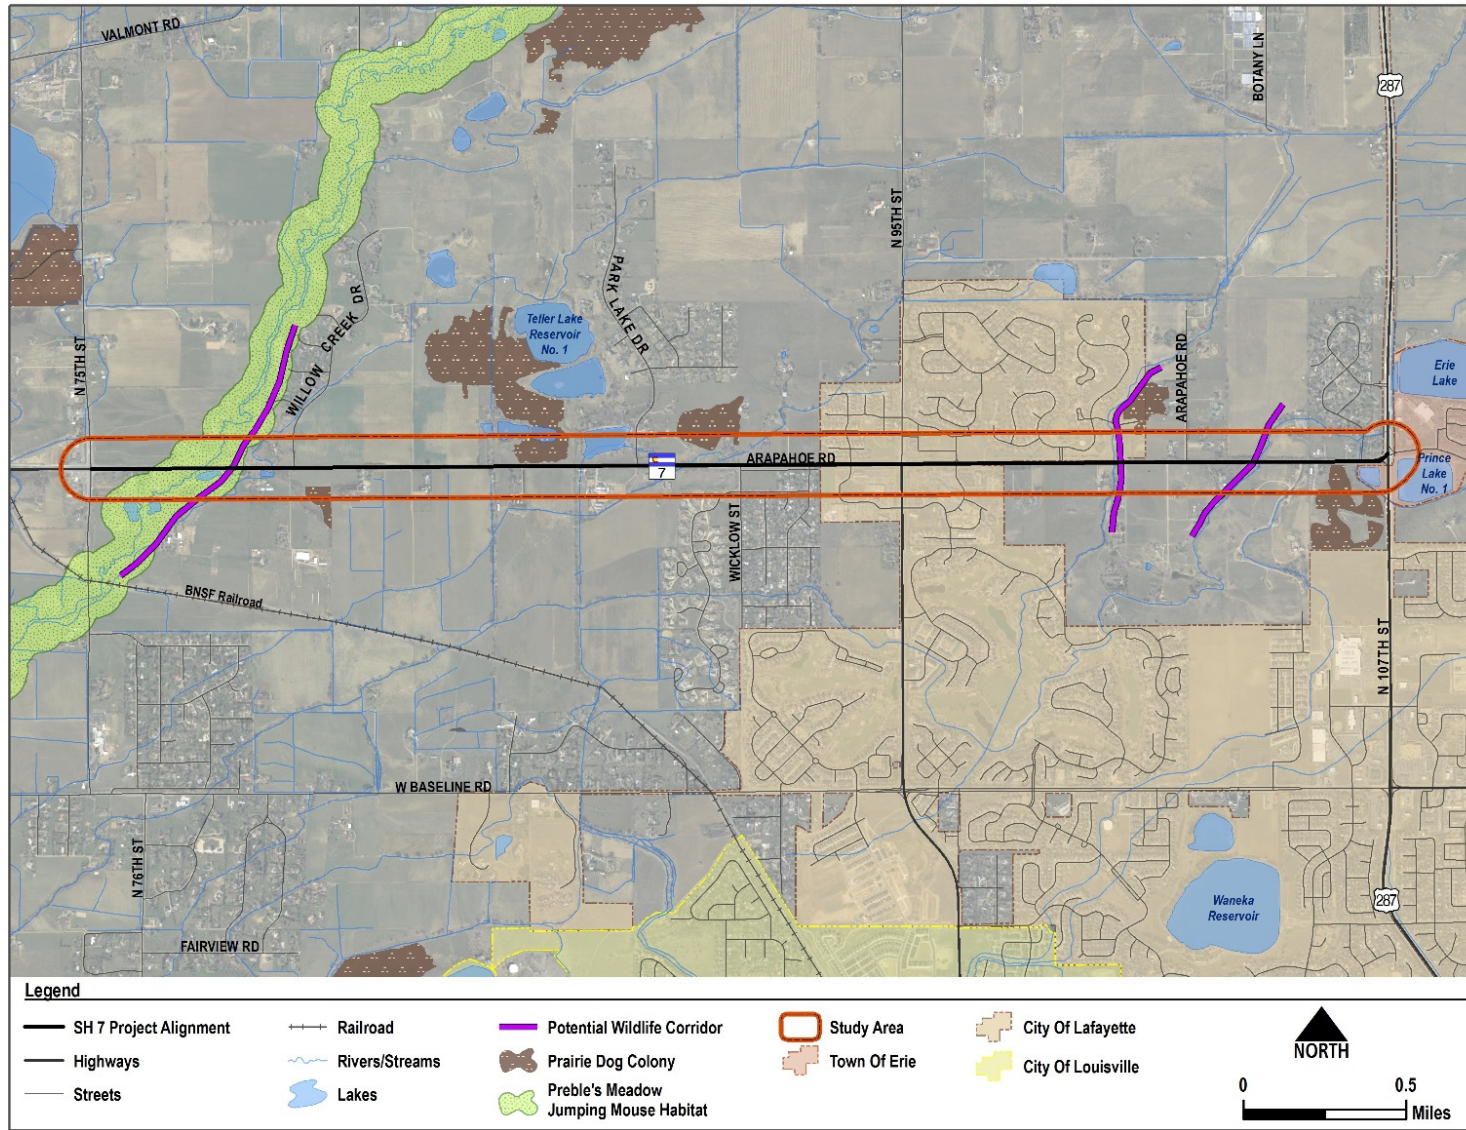 VALMONT RD
BOTANY LN
287
N 95TH ST
PARK LAKE DR
WILLOW CREEK DR
Teller Lake
Reservoir
No. 1
N 75TH ST
ARAPAHOE RD
Erie
Lake
ARAPAHOE RD
7
Prince
Lake
No. 1
WICKLOW ST
BNSF Railroad
N 107TH ST
W BASELINE RD
N 76TH ST
287
Waneka
Reservoir
FAIRVIEW RD
Legend
SH 7 Project Alignment
Highways
Streets
Railroad
Rivers/Streams
Lakes
Potential Wildlife Corridor
Prairie Dog Colony
Preble's Meadow
Jumping Mouse Habitat
Study Area
Town Of Erie
City Of Lafayette
City Of Louisville
NORTH
0 0.5
Miles